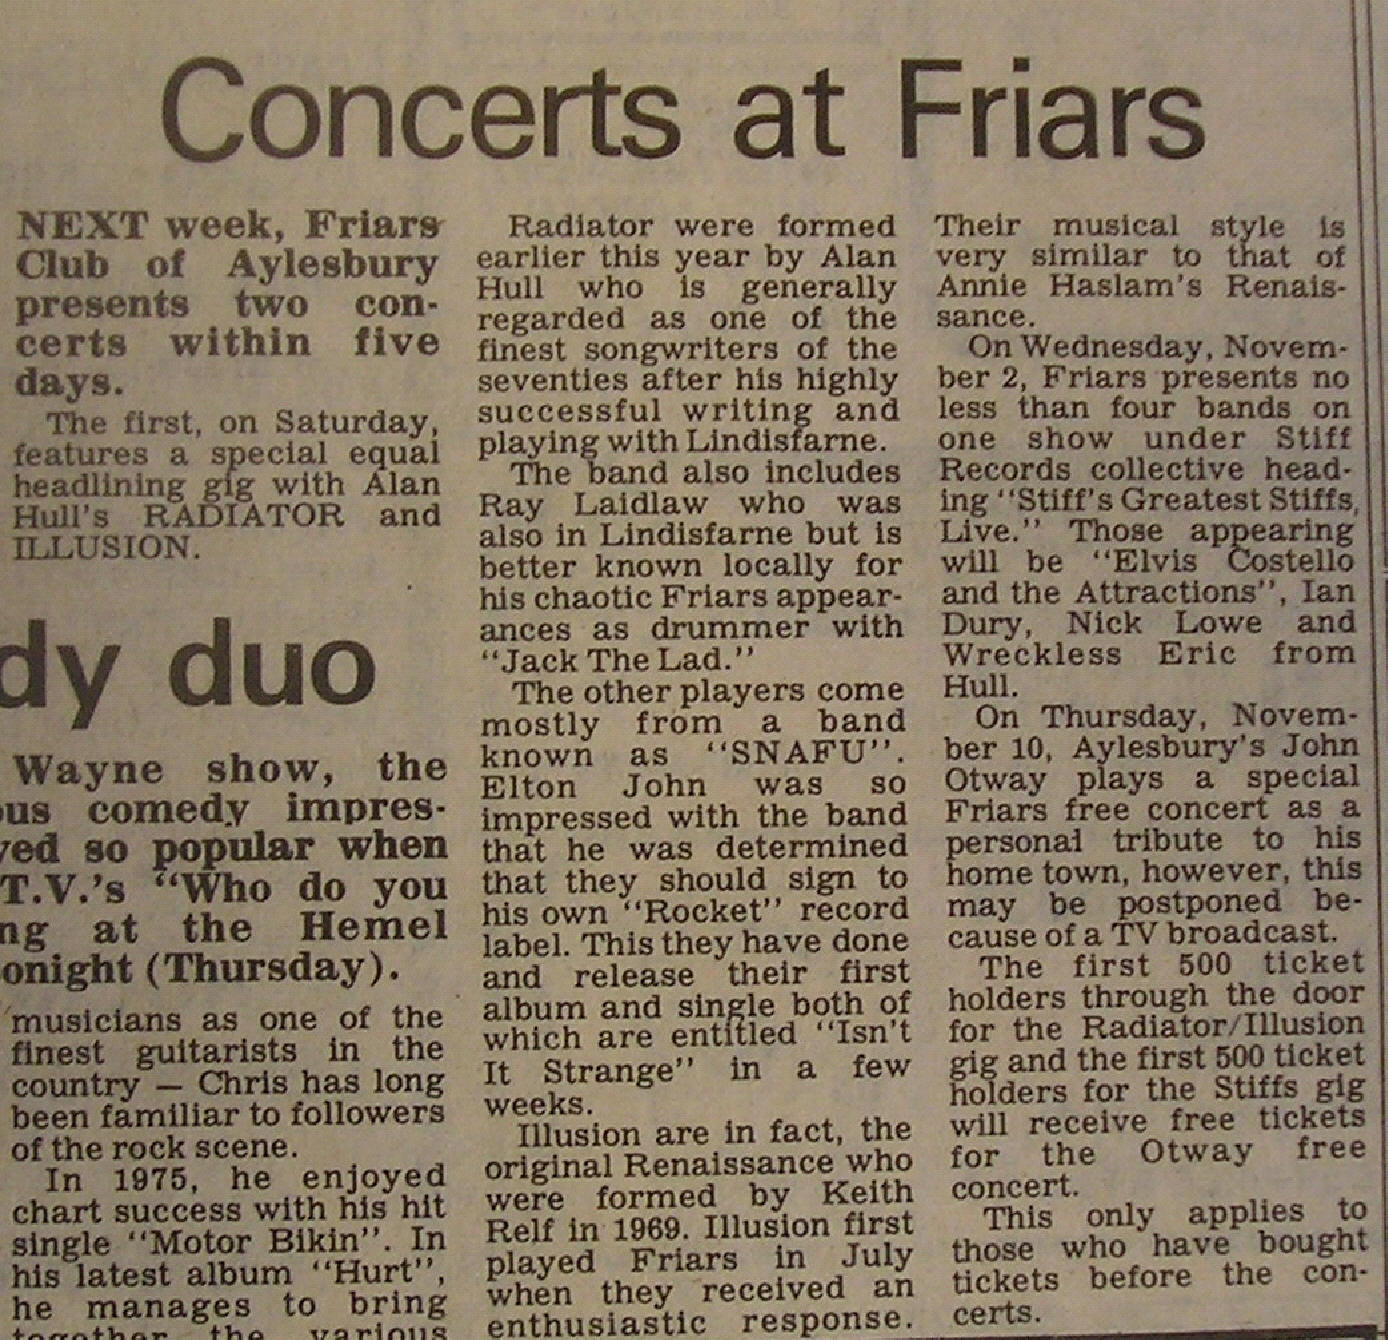 Concerts at Friars
NEXT week, Friars
Club of Aylesbury
presents two con-
certs within five
days.
The first, on Saturday,
features a special equal
headlining gig with Alan
Hull's RADIATOR and
ILLUSION.
Radiator were formed
earlier this year by Alan
Hull who is generally
regarded as one of the
finest songwriters of the
seventies after his highly
successful writing and
playing with Lindisfarne.
The band also includes
Ray Laidlaw who was
also in Lindisfarne but is
better known locally for
his chaotic Friars appear-
ances as drummer with
"Jack The Lad."
The other players come
mostly from a band
known as "SNAFU".
Elton John was so
impressed with the band
that he was determined
that they should sign to
his own "Rocket" record
label. This they have done
and release their first
album and single both of
which are entitled "Isn't
It Strange" in a few
weeks.
Illusion are in fact, the
original Renaissance who
were formed by Keith
Relf in 1969. Illusion first
played Friars in July
when they received an
enthusiastic response.
Their musical style is
very similar to that of
Annie Haslam's Renais-
sance.
On Wednesday, Novem-
ber 2, Friars presents no
less than four bands on
one show under Stiff
Records collective head-
ing "Stiff's Greatest Stiffs,
Live." Those appearing
will be "Elvis Costello
and the Attractions", Ian
Dury, Nick Lowe and
Wreckless Eric from
Hull.
On Thursday, Novem-
ber 10, Aylesbury's John
Otway plays a special
Friars free concert as a
personal tribute to his
home town, however, this
may be postponed be-
cause of a TV broadcast.
The first 500 ticket
holders through the door
for the Radiator/Illusion
gig and the first 500 ticket
holders for the Stiffs gig
will receive free tickets
for the Otway free
concert.
This only applies to
those who have bought
tickets before the con-
certs.
dy duo
Wayne show, the
ous comedy impres-
ved so popular when
T.V.'s "Who do you
ng at the Hemel
onight (Thursday).
musicians as one of the
finest guitarists in the
country — Chris has long
been familiar to followers
of the rock scene.
In 1975, he enjoyed
chart success with his hit
single "Motor Bikin". In
his latest album "Hurt",
he manages to bring
together the various